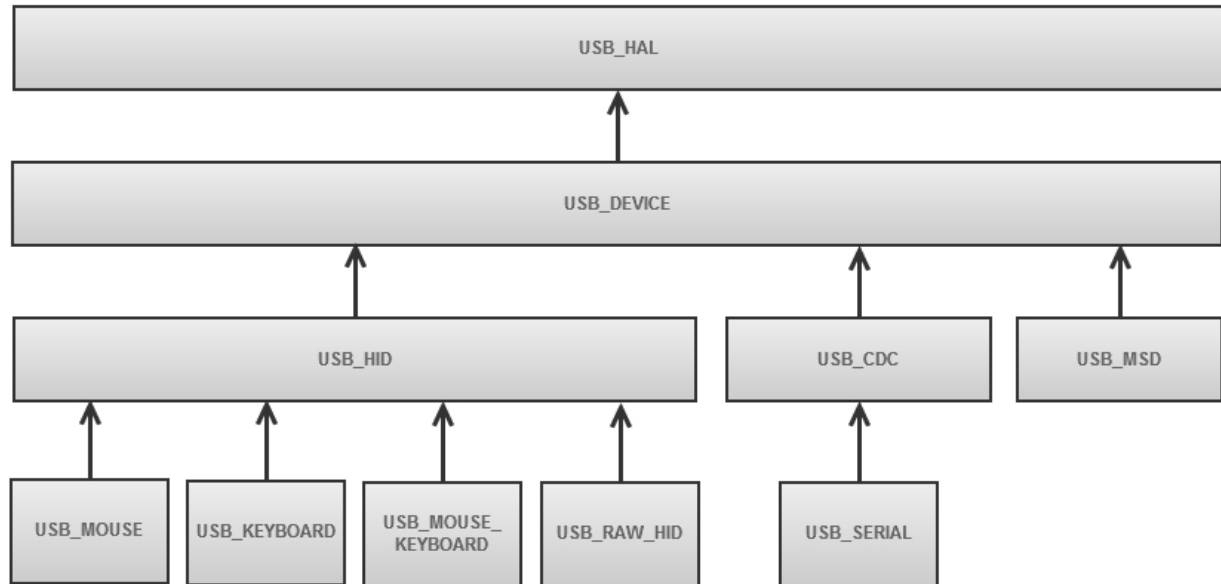 USB_HAL
USB_DEVICE
USB_HID
USB_CDC
USB_MSD
USB_MOUSE
USB_KEYBOARD
USB_MOUSE_
KEYBOARD
USB_RAW_HID
USB_SERIAL